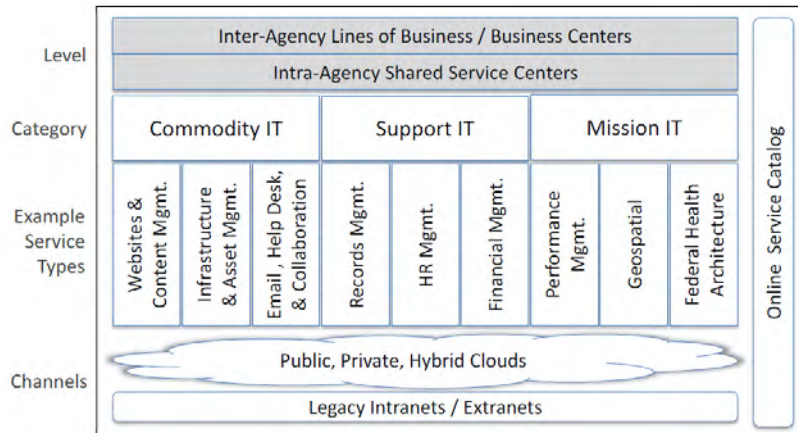 Level
Inter-Agency Lines of Business / Business Centers
Intra-Agency Shared Service Centers
Category
Commodity IT
Support IT
Mission IT
Example
Service
Types
Websites &
Content Mgmt.
Infrastructure
& Asset Mgmt.
Email, Help Desk,
& Collaboration
Records Mgmt.
HR Mgmt.
Financial Mgmt.
Performance
Mgmt.
Geospatial
Federal Health
Architecture
Channels
Public, Private, Hybrid Clouds
Legacy Intranets / Extranets
Online Service Catalog